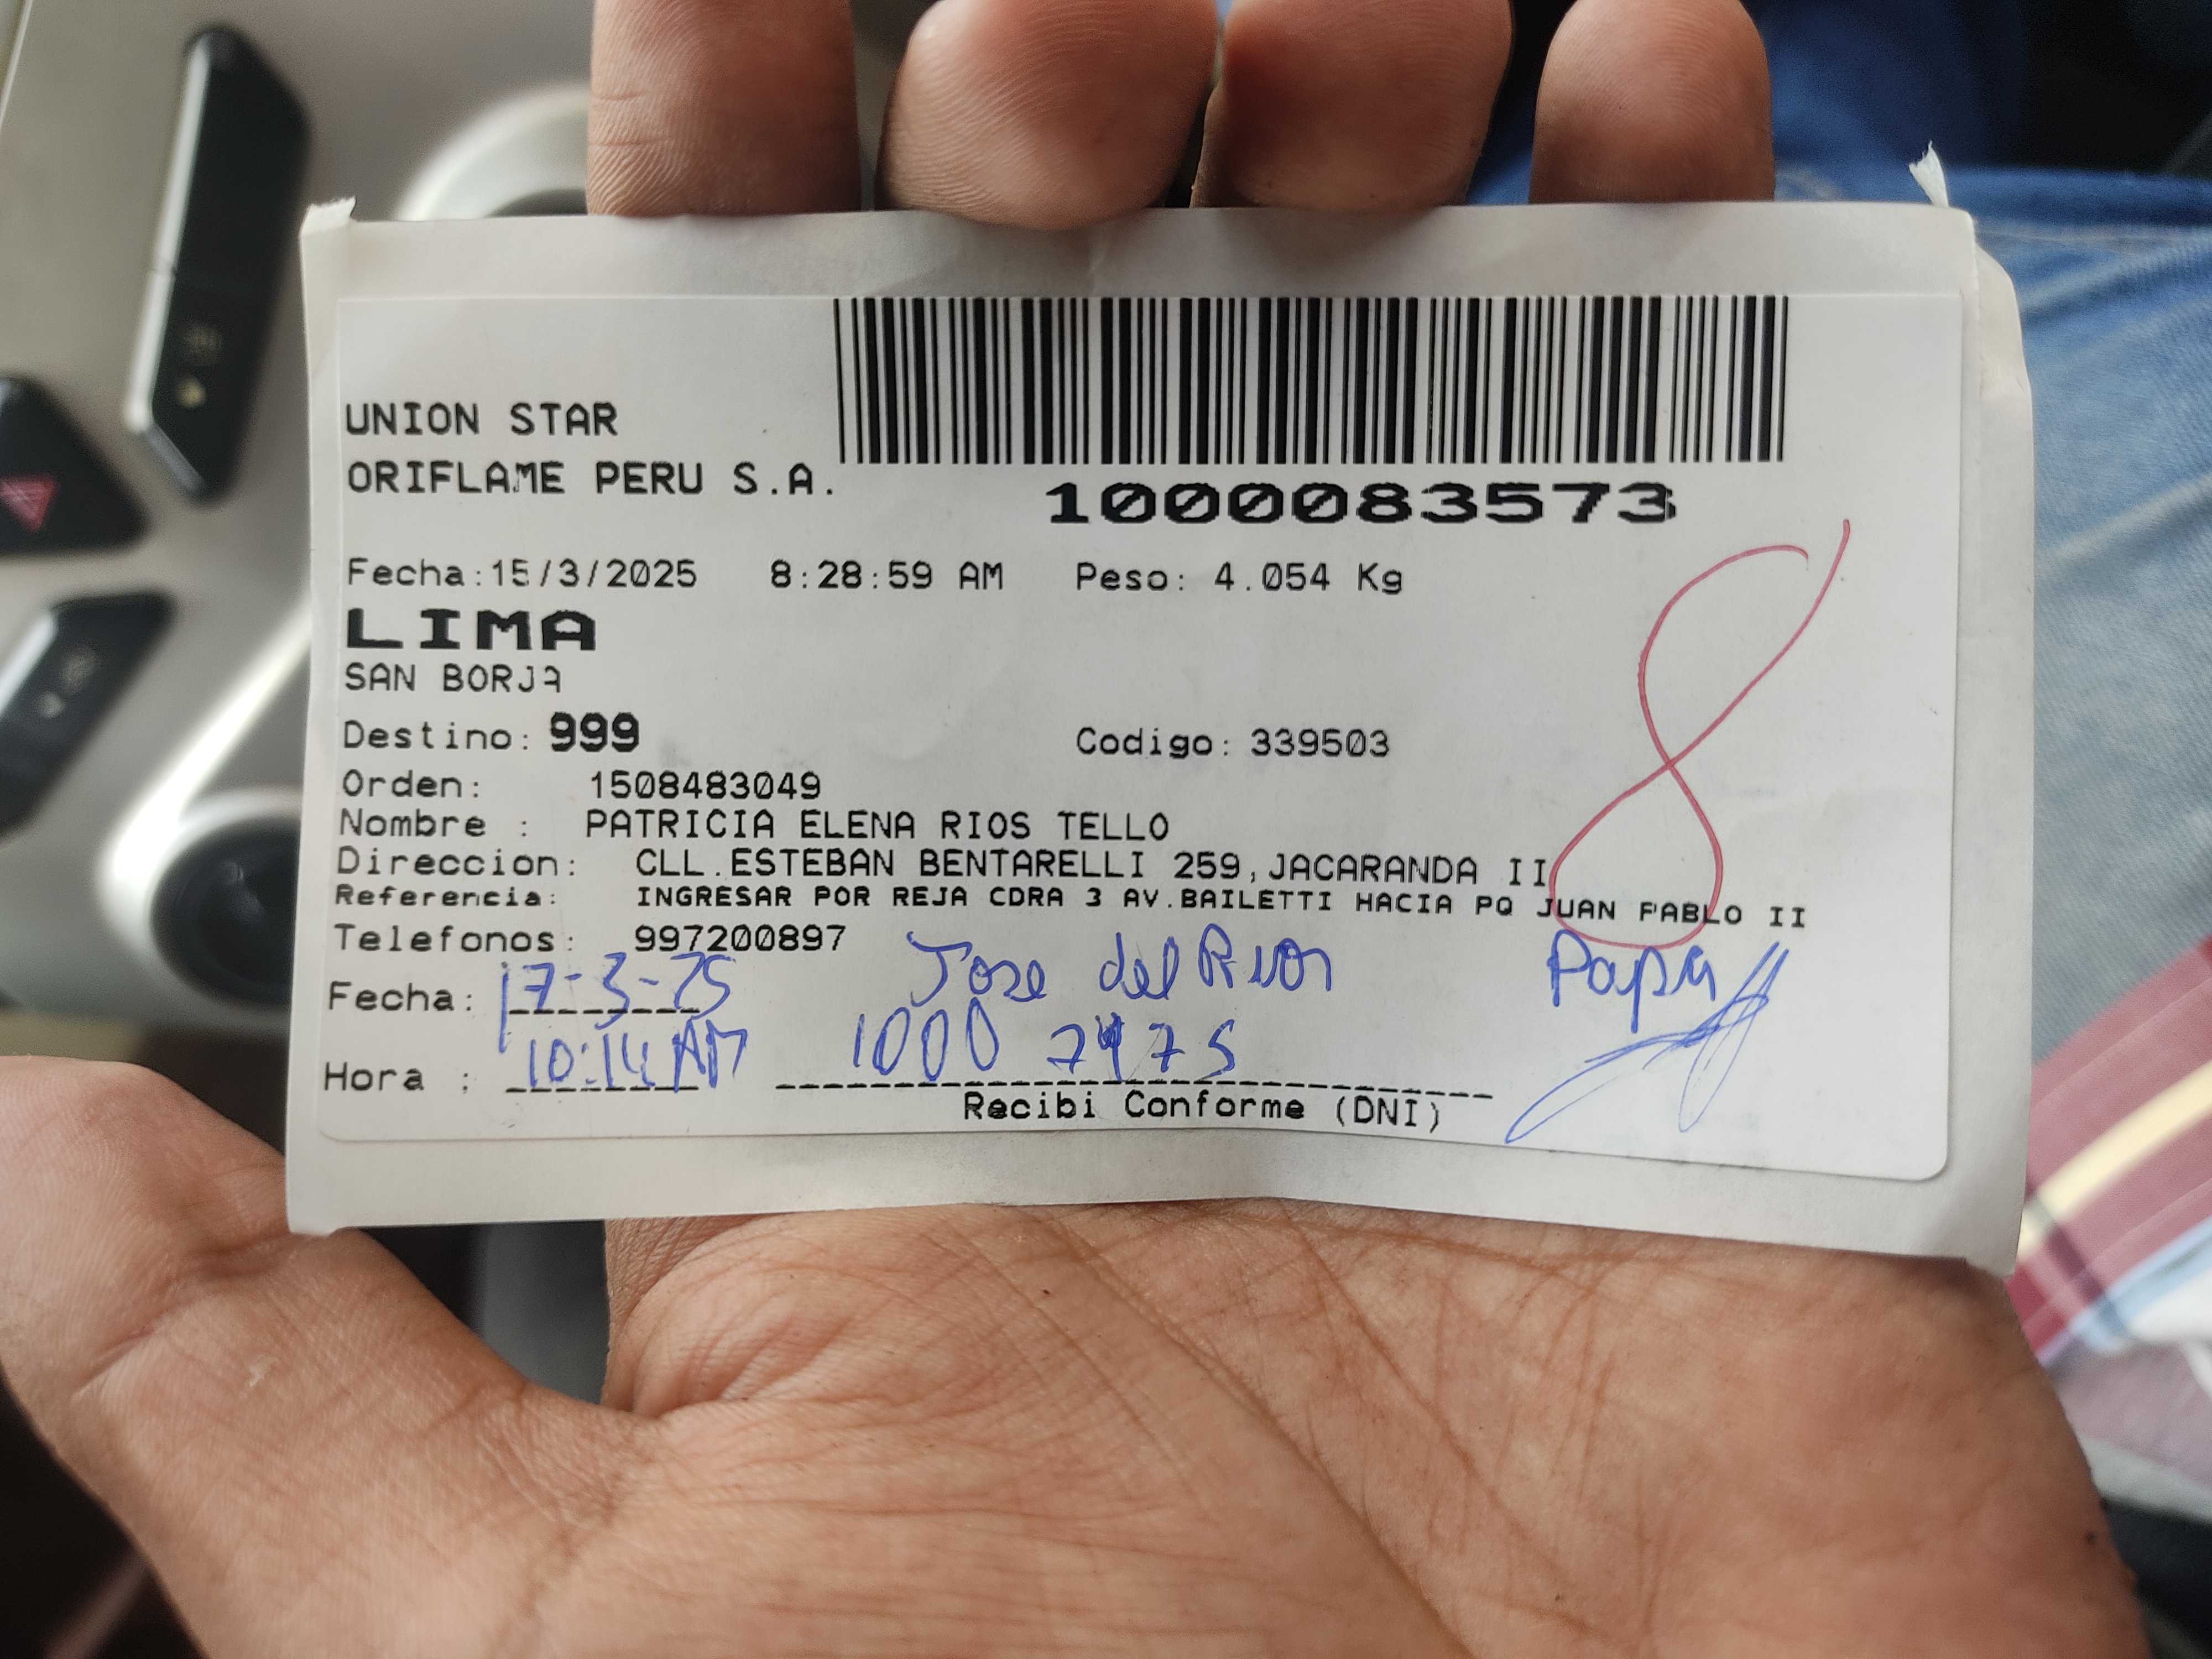 UNION STAR
ORIFLAME PERU S.A.
1000083573
Fecha:15/3/2025 8:28:59 AM Peso: 4.054 Kg
LIMA
SAN BORJA
Destino: 999 Codigo: 339503
Orden: 1508483049
Nombre : PATRICIA ELENA RIOS TELLO
Direccion: CLL.ESTEBAN BENTARELLI 259,JACARANDA II
Referencia: INGRESAR POR REJA CDRA 3 AV.BAILETTI HACIA PQ JUAN PABLO II
Telefonos: 997200897
8
Jose del Rios Papa
Fecha: 17-3-25
Hora : 10:14 AM 1000 7475
Recibi Conforme (DNI)